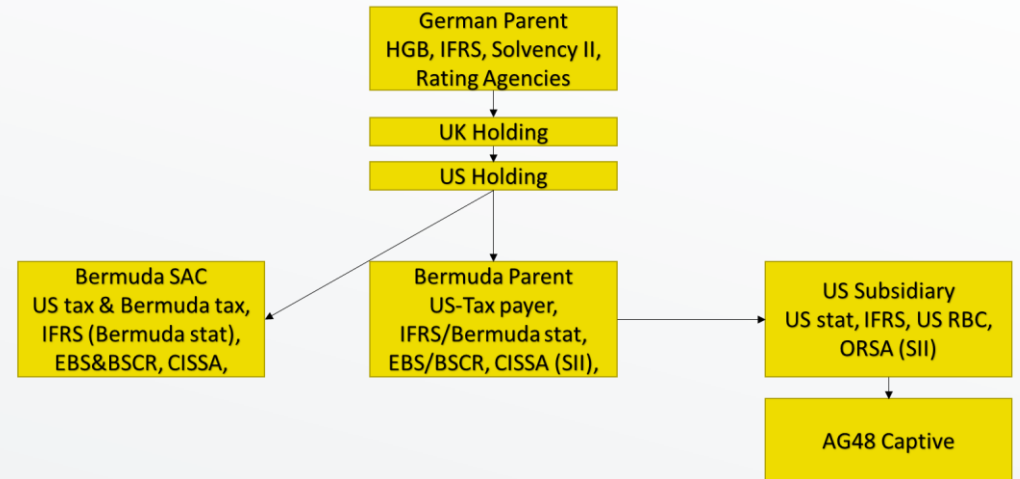 German Parent
HGB, IFRS, Solvency II,
Rating Agencies
UK Holding
US Holding
Bermuda SAC
US tax & Bermuda tax,
IFRS (Bermuda stat),
EBS&BSCR, CISSA,
Bermuda Parent
US-Tax payer,
IFRS/Bermuda stat,
EBS/BSCR, CISSA (SII),
US Subsidiary
US stat, IFRS, US RBC,
ORSA (SII)
AG48 Captive